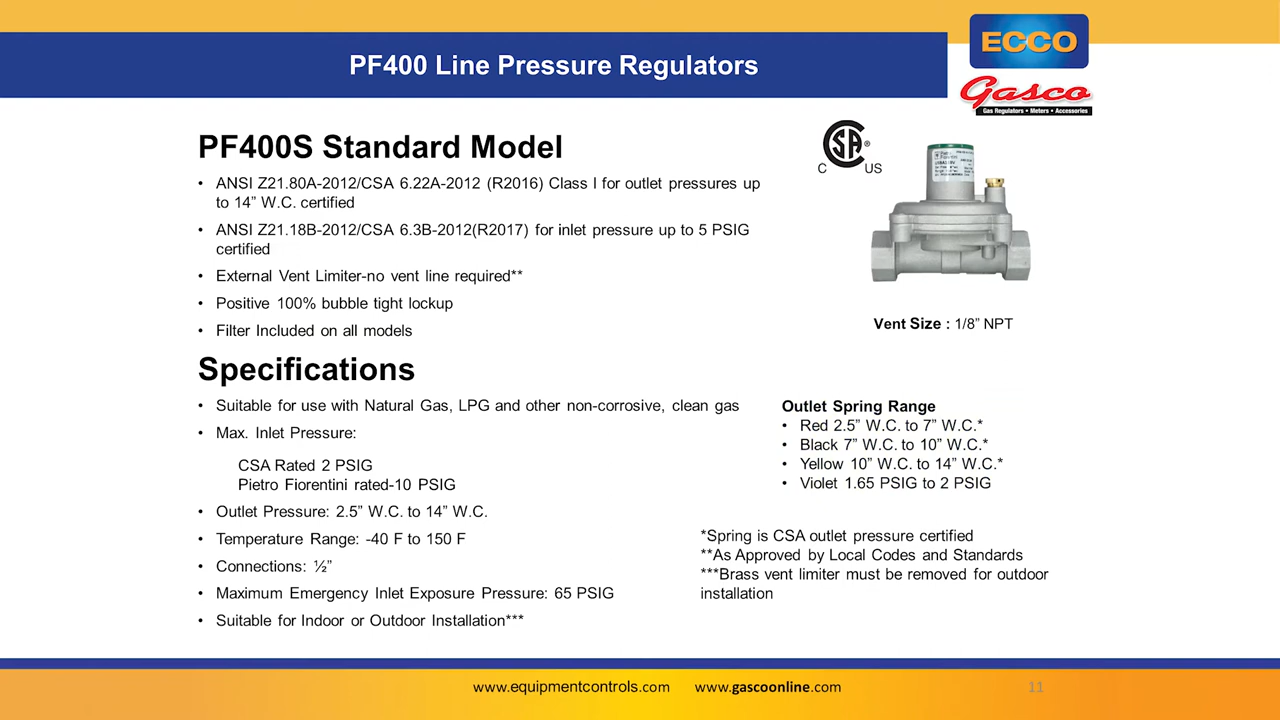 PF400 Line Pressure Regulators
ECCO
Gasco
Gas Regulators • Meters • Accessories
PF400S Standard Model
• ANSI Z21.80A-2012/CSA 6.22A-2012 (R2016) Class I for outlet pressures up
to 14” W.C. certified
• ANSI Z21.18B-2012/CSA 6.3B-2012(R2017) for inlet pressure up to 5 PSIG
certified
• External Vent Limiter-no vent line required**
• Positive 100% bubble tight lockup
• Filter Included on all models
CSA®
C US
Vent Size : 1/8” NPT
Specifications
• Suitable for use with Natural Gas, LPG and other non-corrosive, clean gas
• Max. Inlet Pressure:
CSA Rated 2 PSIG
Pietro Fiorentini rated-10 PSIG
• Outlet Pressure: 2.5” W.C. to 14” W.C.
• Temperature Range: -40 F to 150 F
• Connections: ½”
• Maximum Emergency Inlet Exposure Pressure: 65 PSIG
• Suitable for Indoor or Outdoor Installation***
Outlet Spring Range
• Red 2.5” W.C. to 7” W.C.*
• Black 7” W.C. to 10” W.C.*
• Yellow 10” W.C. to 14” W.C.*
• Violet 1.65 PSIG to 2 PSIG
*Spring is CSA outlet pressure certified
**As Approved by Local Codes and Standards
***Brass vent limiter must be removed for outdoor
installation
www.equipmentcontrols.com www.gascoonline.com
11